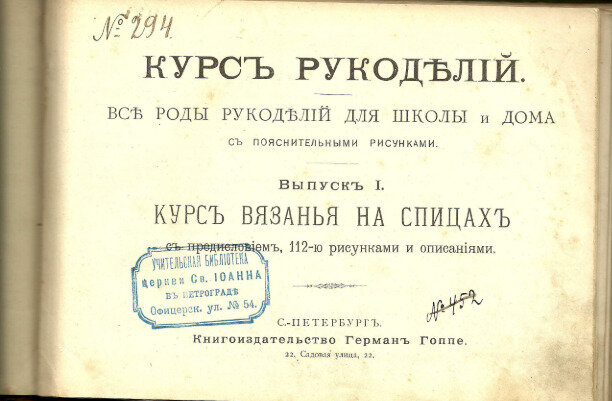 № 294.
КУРСЪ РУКОДѢЛІЙ.
ВСѢ РОДЫ РУКОДѢЛІЙ ДЛЯ ШКОЛЫ и ДОМА
СЪ ПОЯСНИТЕЛЬНЫМИ РИСУНКАМИ.
Выпускъ I.
КУРСЪ ВЯЗАНЬЯ НА СПИЦАХЪ
съ предисловіемъ, 112-ю рисунками и описаніями.
УЧИТЕЛЬСКАЯ БИБЛІОТЕКА
церкви Св. ІОАННА
ВЪ ПЕТРОГРАДѢ
Офицерск. ул. № 54.
№ 452
С.-ПЕТЕРБУРГЪ.
Книгоиздательство Германъ Гоппе.
22, Садовая улица, 22.